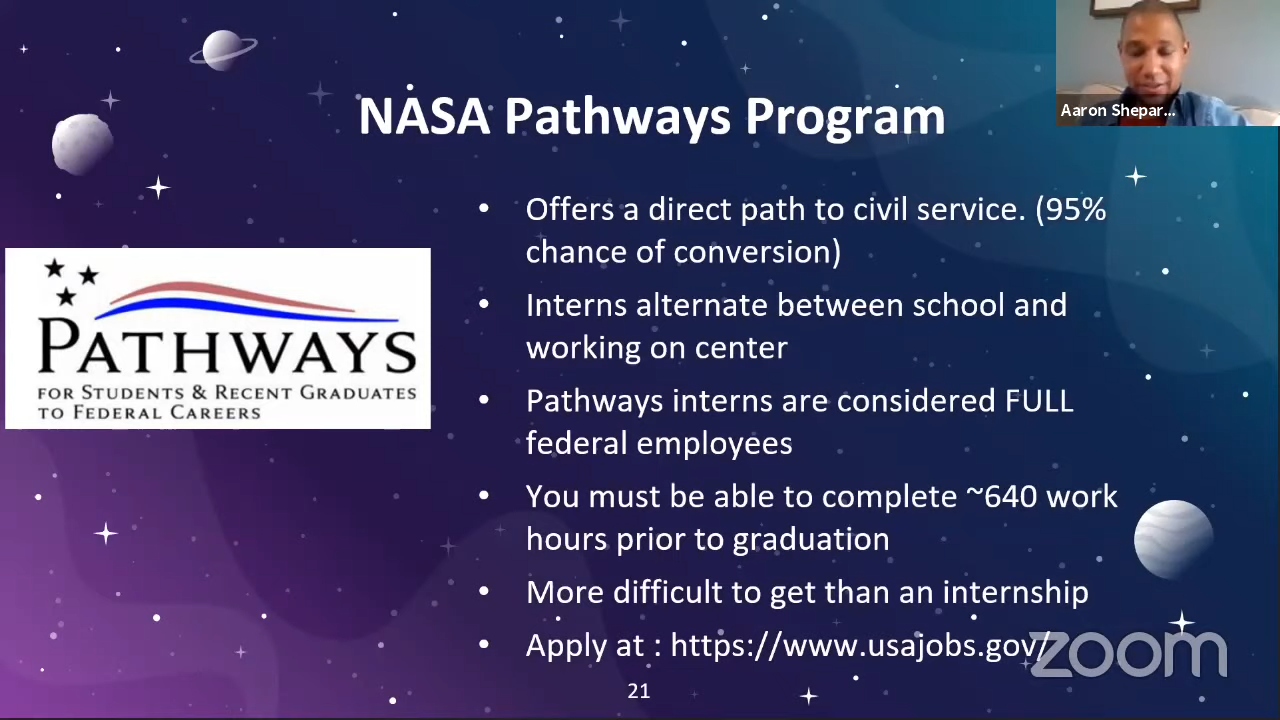 NASA Pathways Program
Aaron Shepar...
PATHWAYS
FOR STUDENTS & RECENT GRADUATES
TO FEDERAL CAREERS
• Offers a direct path to civil service. (95%
chance of conversion)
• Interns alternate between school and
working on center
• Pathways interns are considered FULL
federal employees
• You must be able to complete ~640 work
hours prior to graduation
• More difficult to get than an internship
• Apply at : https://www.usajobs.gov/
zoom
21